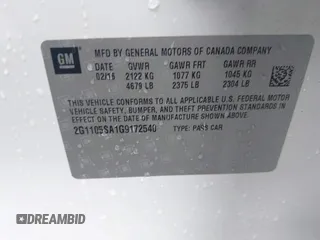 GM
MFD BY GENERAL MOTORS OF CANADA COMPANY
DATE GVWR GAWR FRT GAWR RR
02/16 2122 KG 1077 KG 1045 KG
4679 LB 2375 LB 2304 LB
THIS VEHICLE CONFORMS TO ALL APPLICABLE U.S. FEDERAL MOTOR
VEHICLE SAFETY, BUMPER, AND THEFT PREVENTION STANDARDS
IN EFFECT ON THE DATE OF MANUFACTURE SHOWN ABOVE.
2G1105SA1G9172540 TYPE: PASS CAR
DREAMBID